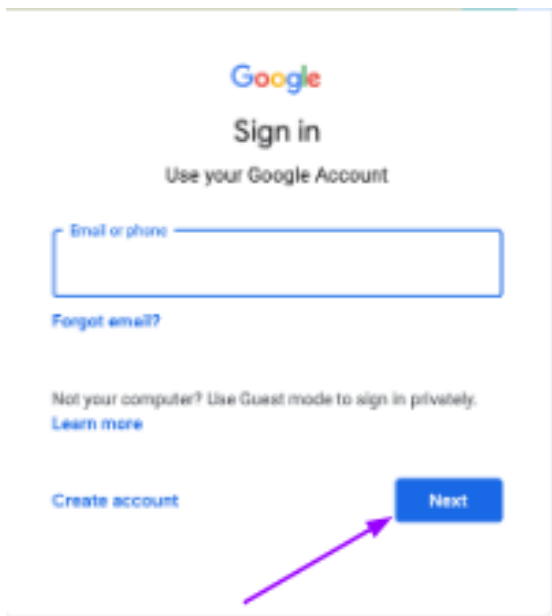 Google
Sign in
Use your Google Account
Email or phone
Forgot email?
Not your computer? Use Guest mode to sign in privately.
Learn more
Create account
Next